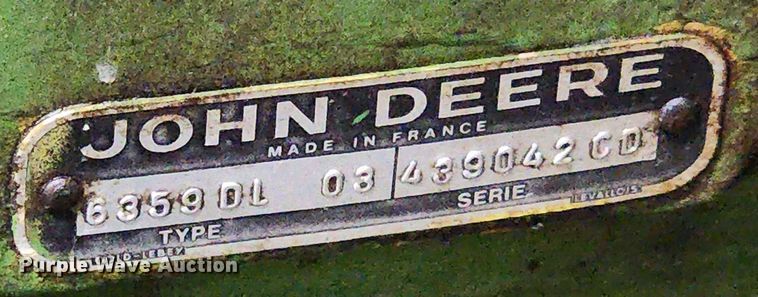 JOHN DEERE
MADE IN FRANCE
6359DL 03 439042CD
TYPE SERIE
LEVALLOIS
Purple Wave Auction